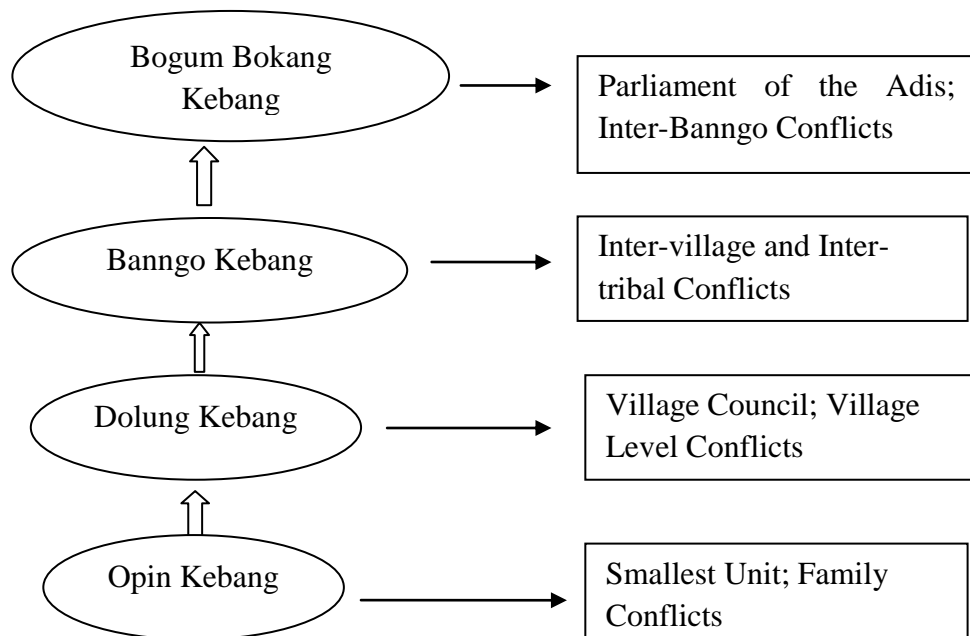 Bogum Bokang
Kebang
Parliament of the Adis;
Inter-Banngo Conflicts
Banngo Kebang
Inter-village and Inter-
tribal Conflicts
Dolung Kebang
Village Council; Village
Level Conflicts
Opin Kebang
Smallest Unit; Family
Conflicts